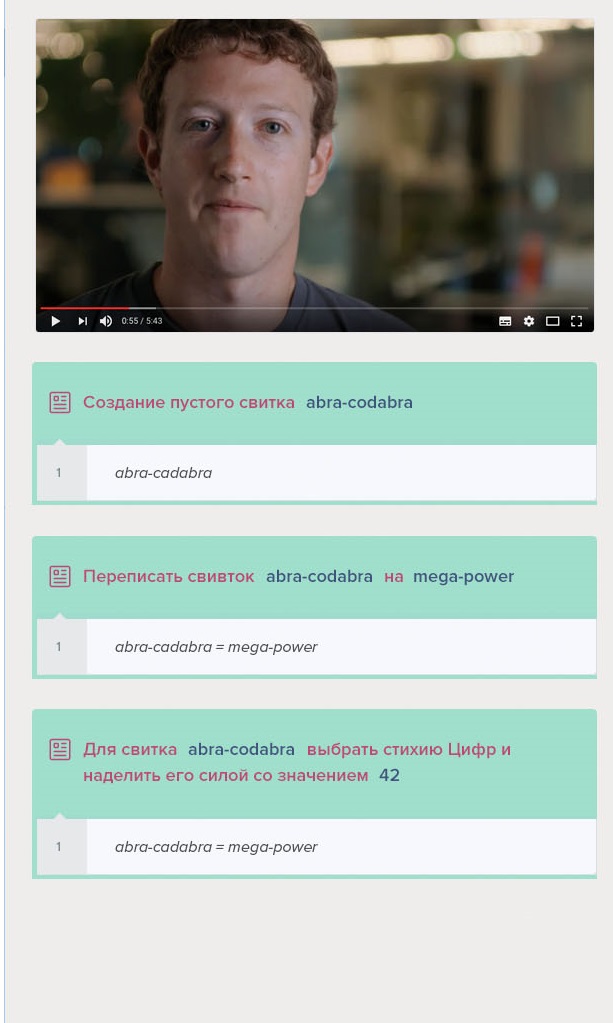 0:55 / 5:43
Создание пустого свитка abra-codabra
1 abra-cadabra
Переписать свивток abra-codabra на mega-power
1 abra-cadabra = mega-power
Для свитка abra-codabra выбрать стихию Цифр и
наделить его силой со значением 42
1 abra-cadabra = mega-power